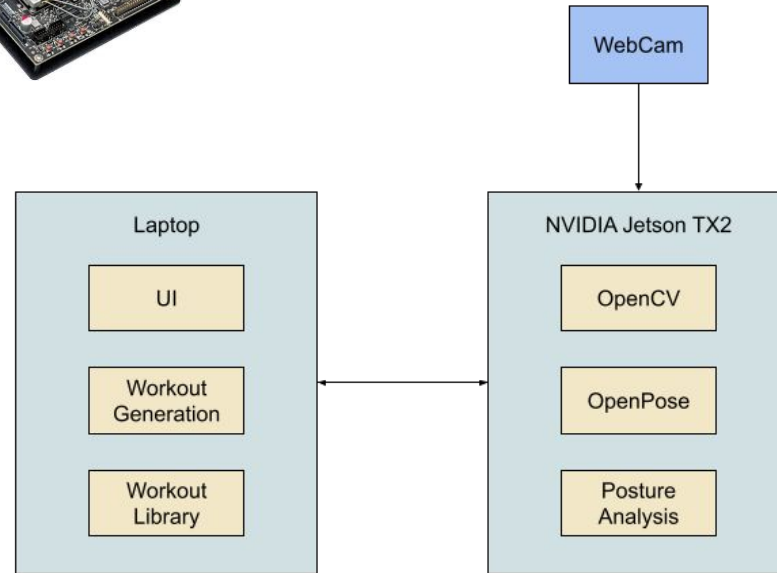 WebCam
Laptop
UI
Workout
Generation
Workout
Library
NVIDIA Jetson TX2
OpenCV
OpenPose
Posture
Analysis